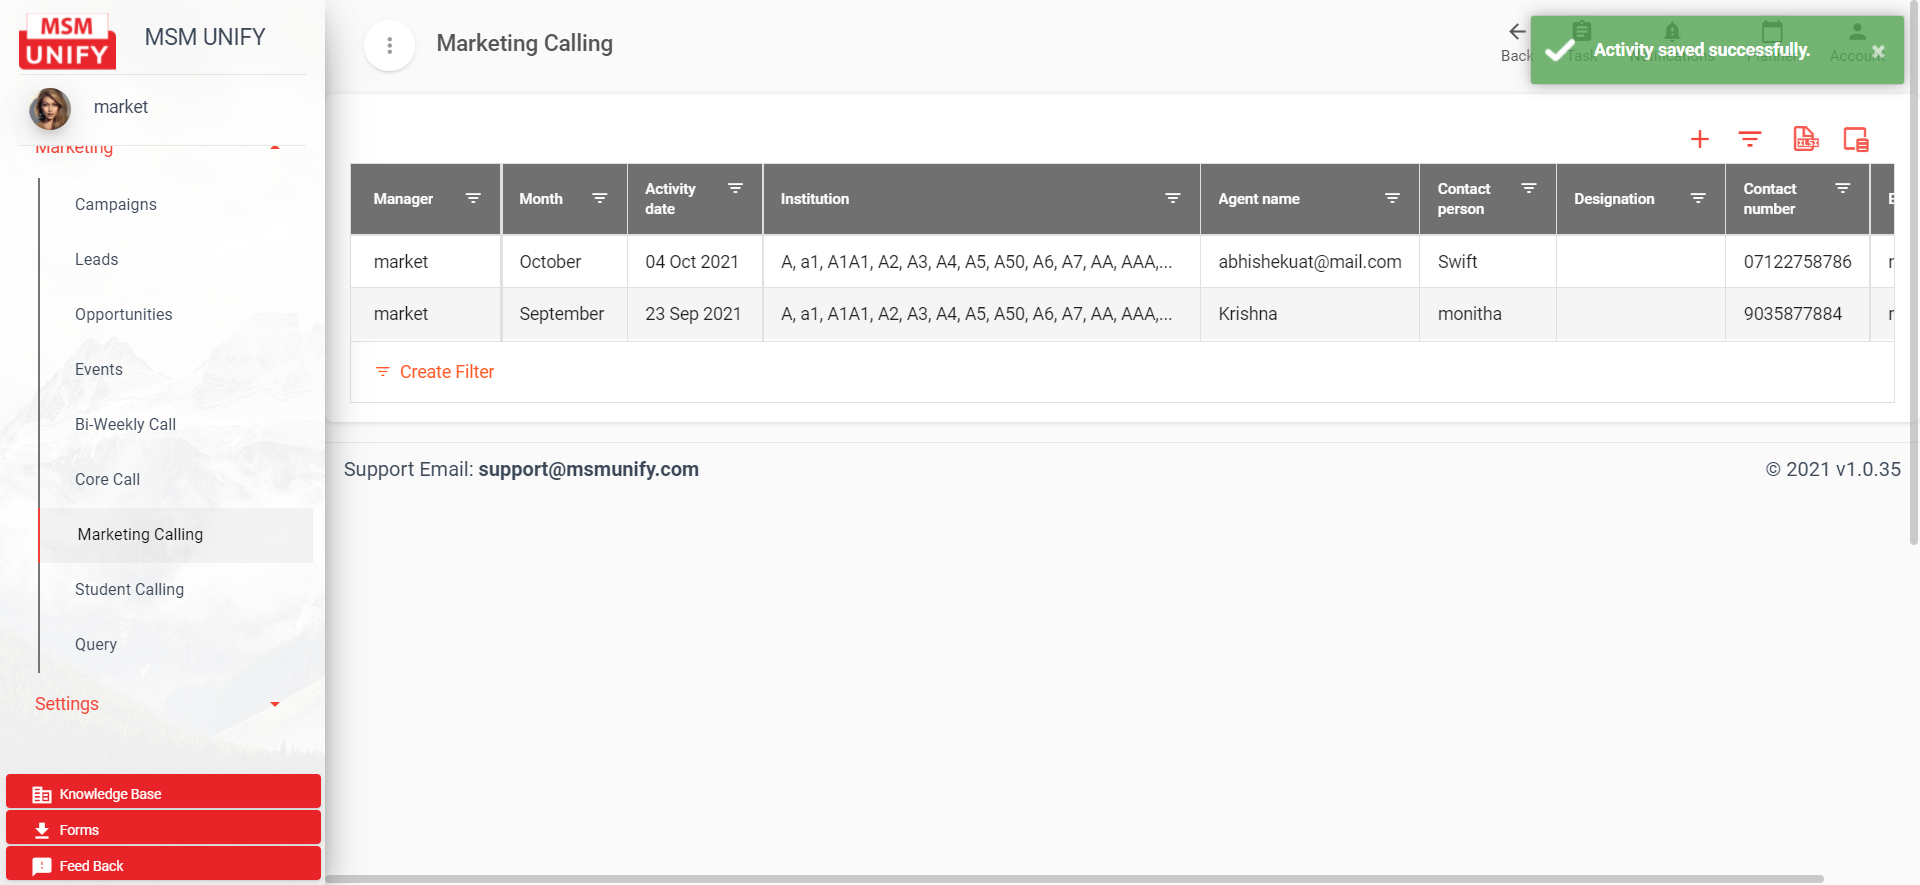 MSM
UNIFY
MSM UNIFY
market
Marketing
Campaigns
Leads
Opportunities
Events
Bi-Weekly Call
Core Call
Marketing Calling
Student Calling
Query
Settings
Knowledge Base
Forms
Feed Back
Marketing Calling
Back
Task
Notifications
Planner
Account
Activity saved successfully.
XLSX
Manager
Month
Activity
date
Institution
Agent name
Contact
person
Designation
Contact
number
market October 04 Oct 2021 A, a1, A1A1, A2, A3, A4, A5, A50, A6, A7, AA, AAA,... abhishekuat@mail.com Swift 07122758786
market September 23 Sep 2021 A, a1, A1A1, A2, A3, A4, A5, A50, A6, A7, AA, AAA,... Krishna monitha 9035877884
Create Filter
Support Email: support@msmunify.com
© 2021 v1.0.35